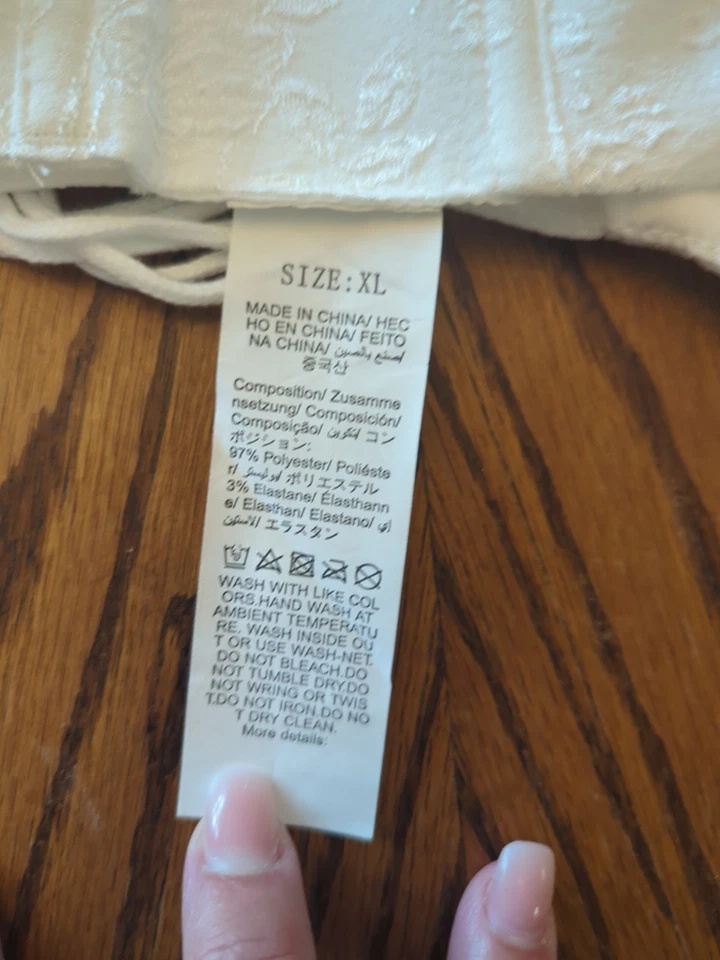 SIZE:XL
MADE IN CHINA/ HEC
HO EN CHINA/ FEITO
NA CHINA/ صنع بالصين/
중국산
Composition/ Zusamme
nsetzung/ Composición/
Composição/ التكوين/ コン
ポジション:
97% Polyester/ Poliéste
r/ بوليستر/ ポリエステル
3% Elastane/ Élasthann
e/ Elasthan/ Elastano/
エラスタン
WASH WITH LIKE COL
ORS.HAND WASH AT
AMBIENT TEMPERATU
RE. WASH INSIDE OU
T OR USE WASH-NET.
DO NOT BLEACH.DO
NOT TUMBLE DRY.DO
NOT WRING OR TWIS
T.DO NOT IRON.DO NO
T DRY CLEAN.
More details: